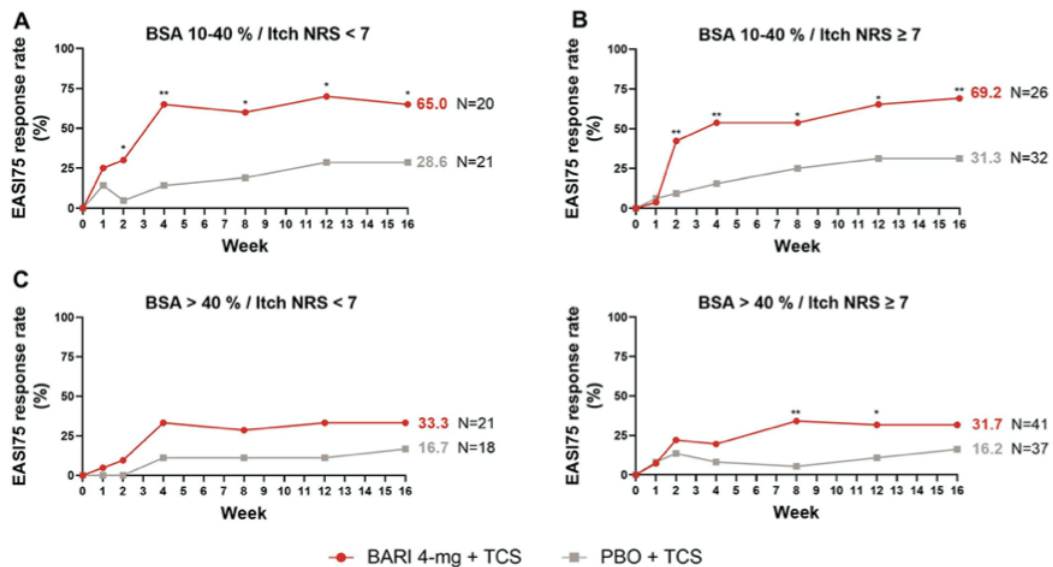 A
BSA 10-40 % / Itch NRS < 7
EASI75 response rate
(%)
100
75
50
25
0
*
**
*
*
*
65.0 N=20
28.6 N=21
0 1 2 3 4 5 6 7 8 9 10 11 12 13 14 15 16
Week
B
BSA 10-40 % / Itch NRS ≥ 7
EASI75 response rate
(%)
100
75
50
25
0
**
**
*
*
**
69.2 N=26
31.3 N=32
0 1 2 3 4 5 6 7 8 9 10 11 12 13 14 15 16
Week
C
BSA > 40 % / Itch NRS < 7
EASI75 response rate
(%)
100
75
50
25
0
33.3 N=21
16.7 N=18
0 1 2 3 4 5 6 7 8 9 10 11 12 13 14 15 16
Week
BSA > 40 % / Itch NRS ≥ 7
EASI75 response rate
(%)
100
75
50
25
0
**
*
31.7 N=41
16.2 N=37
0 1 2 3 4 5 6 7 8 9 10 11 12 13 14 15 16
Week
BARI 4-mg + TCS
PBO + TCS